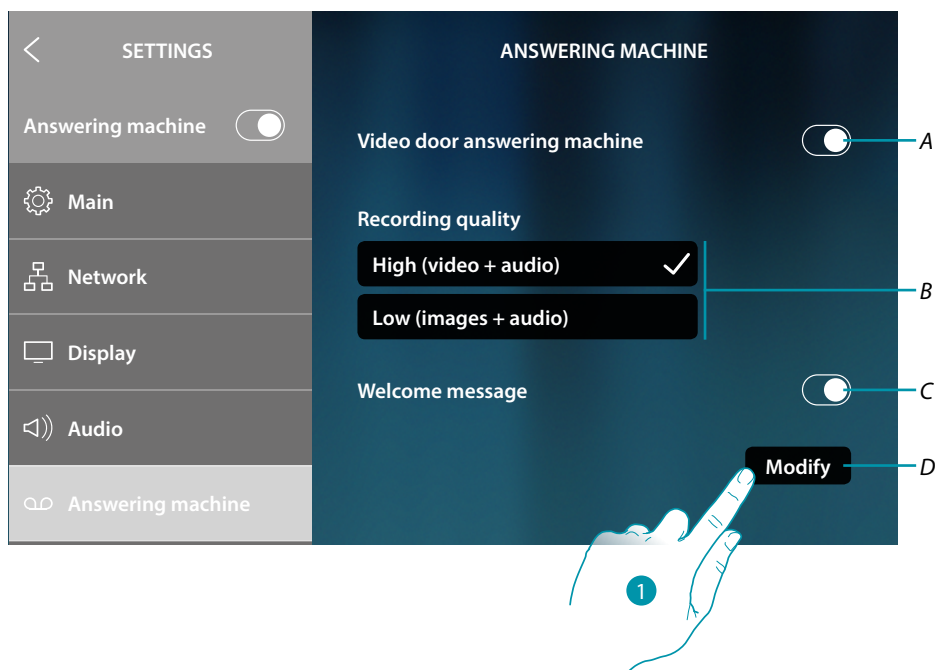 SETTINGS
Answering machine
Main
Network
Display
Audio
Answering machine
ANSWERING MACHINE
Video door answering machine
A
Recording quality
High (video + audio)
Low (images + audio)
B
Welcome message
C
Modify
D
1